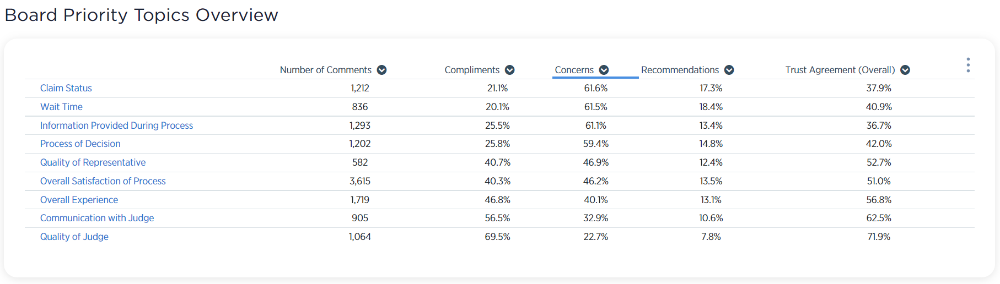 Board Priority Topics Overview
Number of Comments Compliments Concerns Recommendations Trust Agreement (Overall)
Claim Status 1,212 21.1% 61.6% 17.3% 37.9%
Wait Time 836 20.1% 61.5% 18.4% 40.9%
Information Provided During Process 1,293 25.5% 61.1% 13.4% 36.7%
Process of Decision 1,202 25.8% 59.4% 14.8% 42.0%
Quality of Representative 582 40.7% 46.9% 12.4% 52.7%
Overall Satisfaction of Process 3,615 40.3% 46.2% 13.5% 51.0%
Overall Experience 1,719 46.8% 40.1% 13.1% 56.8%
Communication with Judge 905 56.5% 32.9% 10.6% 62.5%
Quality of Judge 1,064 69.5% 22.7% 7.8% 71.9%